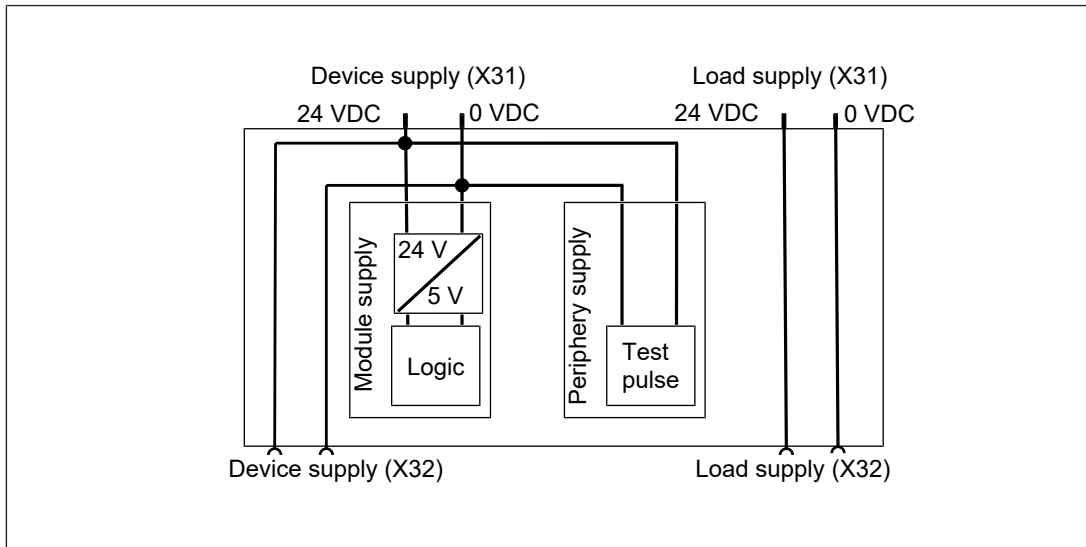 Device supply (X31)
Load supply (X31)
24 VDC
0 VDC
24 VDC
0 VDC
Module supply
24 V
5 V
Logic
Periphery supply
Test
pulse
Device supply (X32)
Load supply (X32)